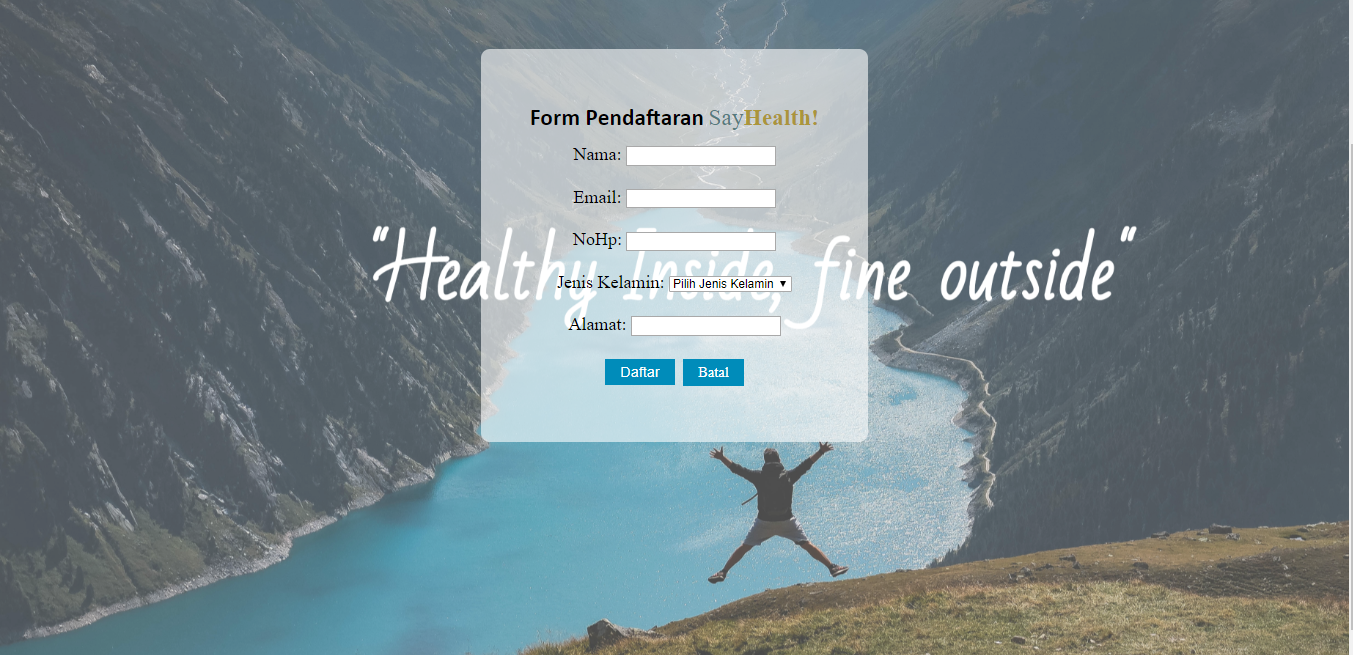 Form Pendaftaran SayHealth!
Nama:
Email:
NoHp:
"Healthy Inside, fine outside"
Jenis Kelamin: Pilih Jenis Kelamin
Alamat:
Daftar Batal